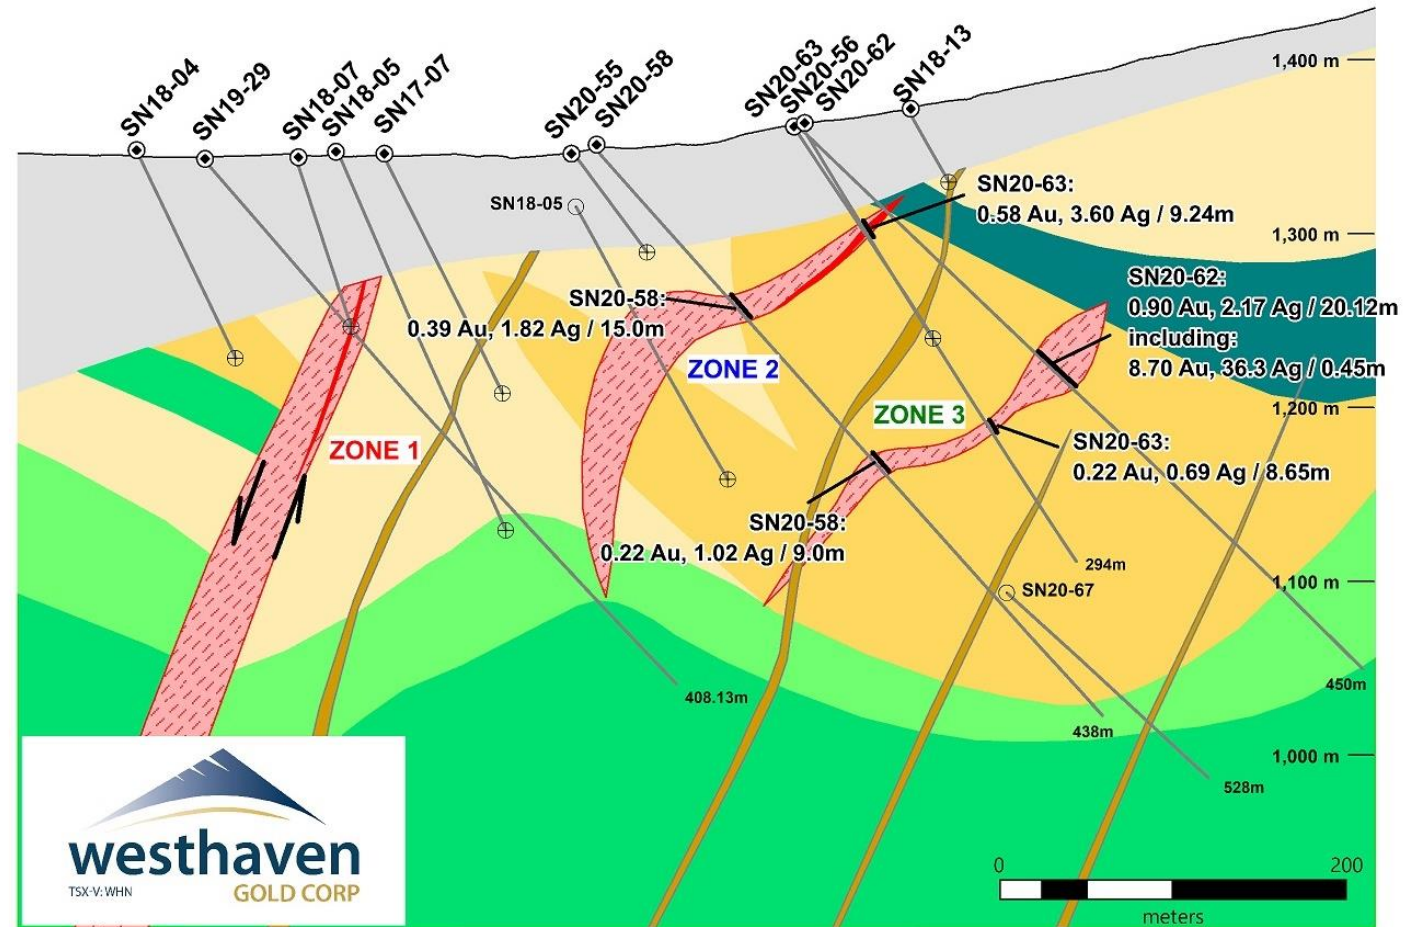 SN18-04
SN19-29
SN18-07
SN18-05
SN17-07
SN20-55
SN20-58
SN20-63
SN20-56
SN20-62
SN18-13
1,400 m
SN18-05
SN20-63:
0.58 Au, 3.60 Ag / 9.24m
1,300 m
SN20-58:
0.39 Au, 1.82 Ag / 15.0m
SN20-62:
0.90 Au, 2.17 Ag / 20.12m
including:
8.70 Au, 36.3 Ag / 0.45m
ZONE 2
ZONE 3
1,200 m
ZONE 1
SN20-63:
0.22 Au, 0.69 Ag / 8.65m
SN20-58:
0.22 Au, 1.02 Ag / 9.0m
294m
1,100 m
SN20-67
408.13m
450m
438m
1,000 m
528m
westhaven
TSX-V: WHN
GOLD CORP
0
200
meters